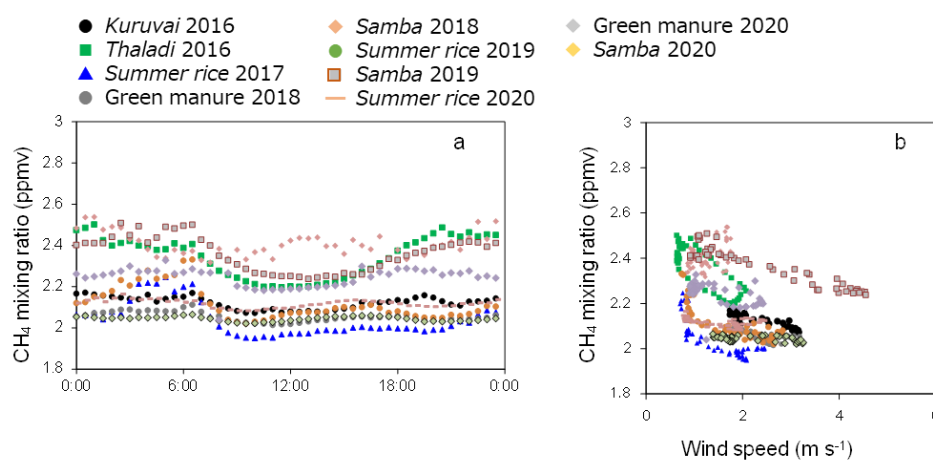 Kuruvai 2016
Thaladi 2016
Summer rice 2017
Green manure 2018
Samba 2018
Summer rice 2019
Samba 2019
Summer rice 2020
Green manure 2020
Samba 2020
a
CH₄ mixing ratio (ppmv)
3
2.8
2.6
2.4
2.2
2
1.8
0:00
6:00
12:00
18:00
0:00
b
CH₄ mixing ratio (ppmv)
3
2.8
2.6
2.4
2.2
2
1.8
0
2
4
Wind speed (m s⁻¹)